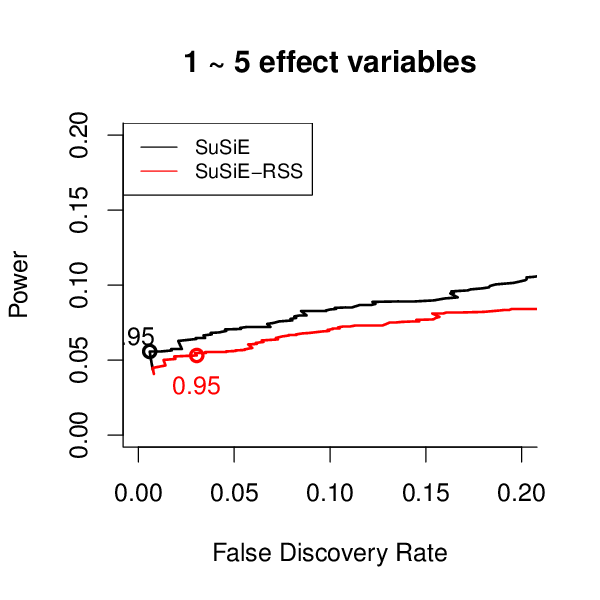 1 ~ 5 effect variables
SuSiE
SuSiE−RSS
Power
0.20
0.15
0.10
0.05
0.00
.95
0.95
0.00 0.05 0.10 0.15 0.20
False Discovery Rate